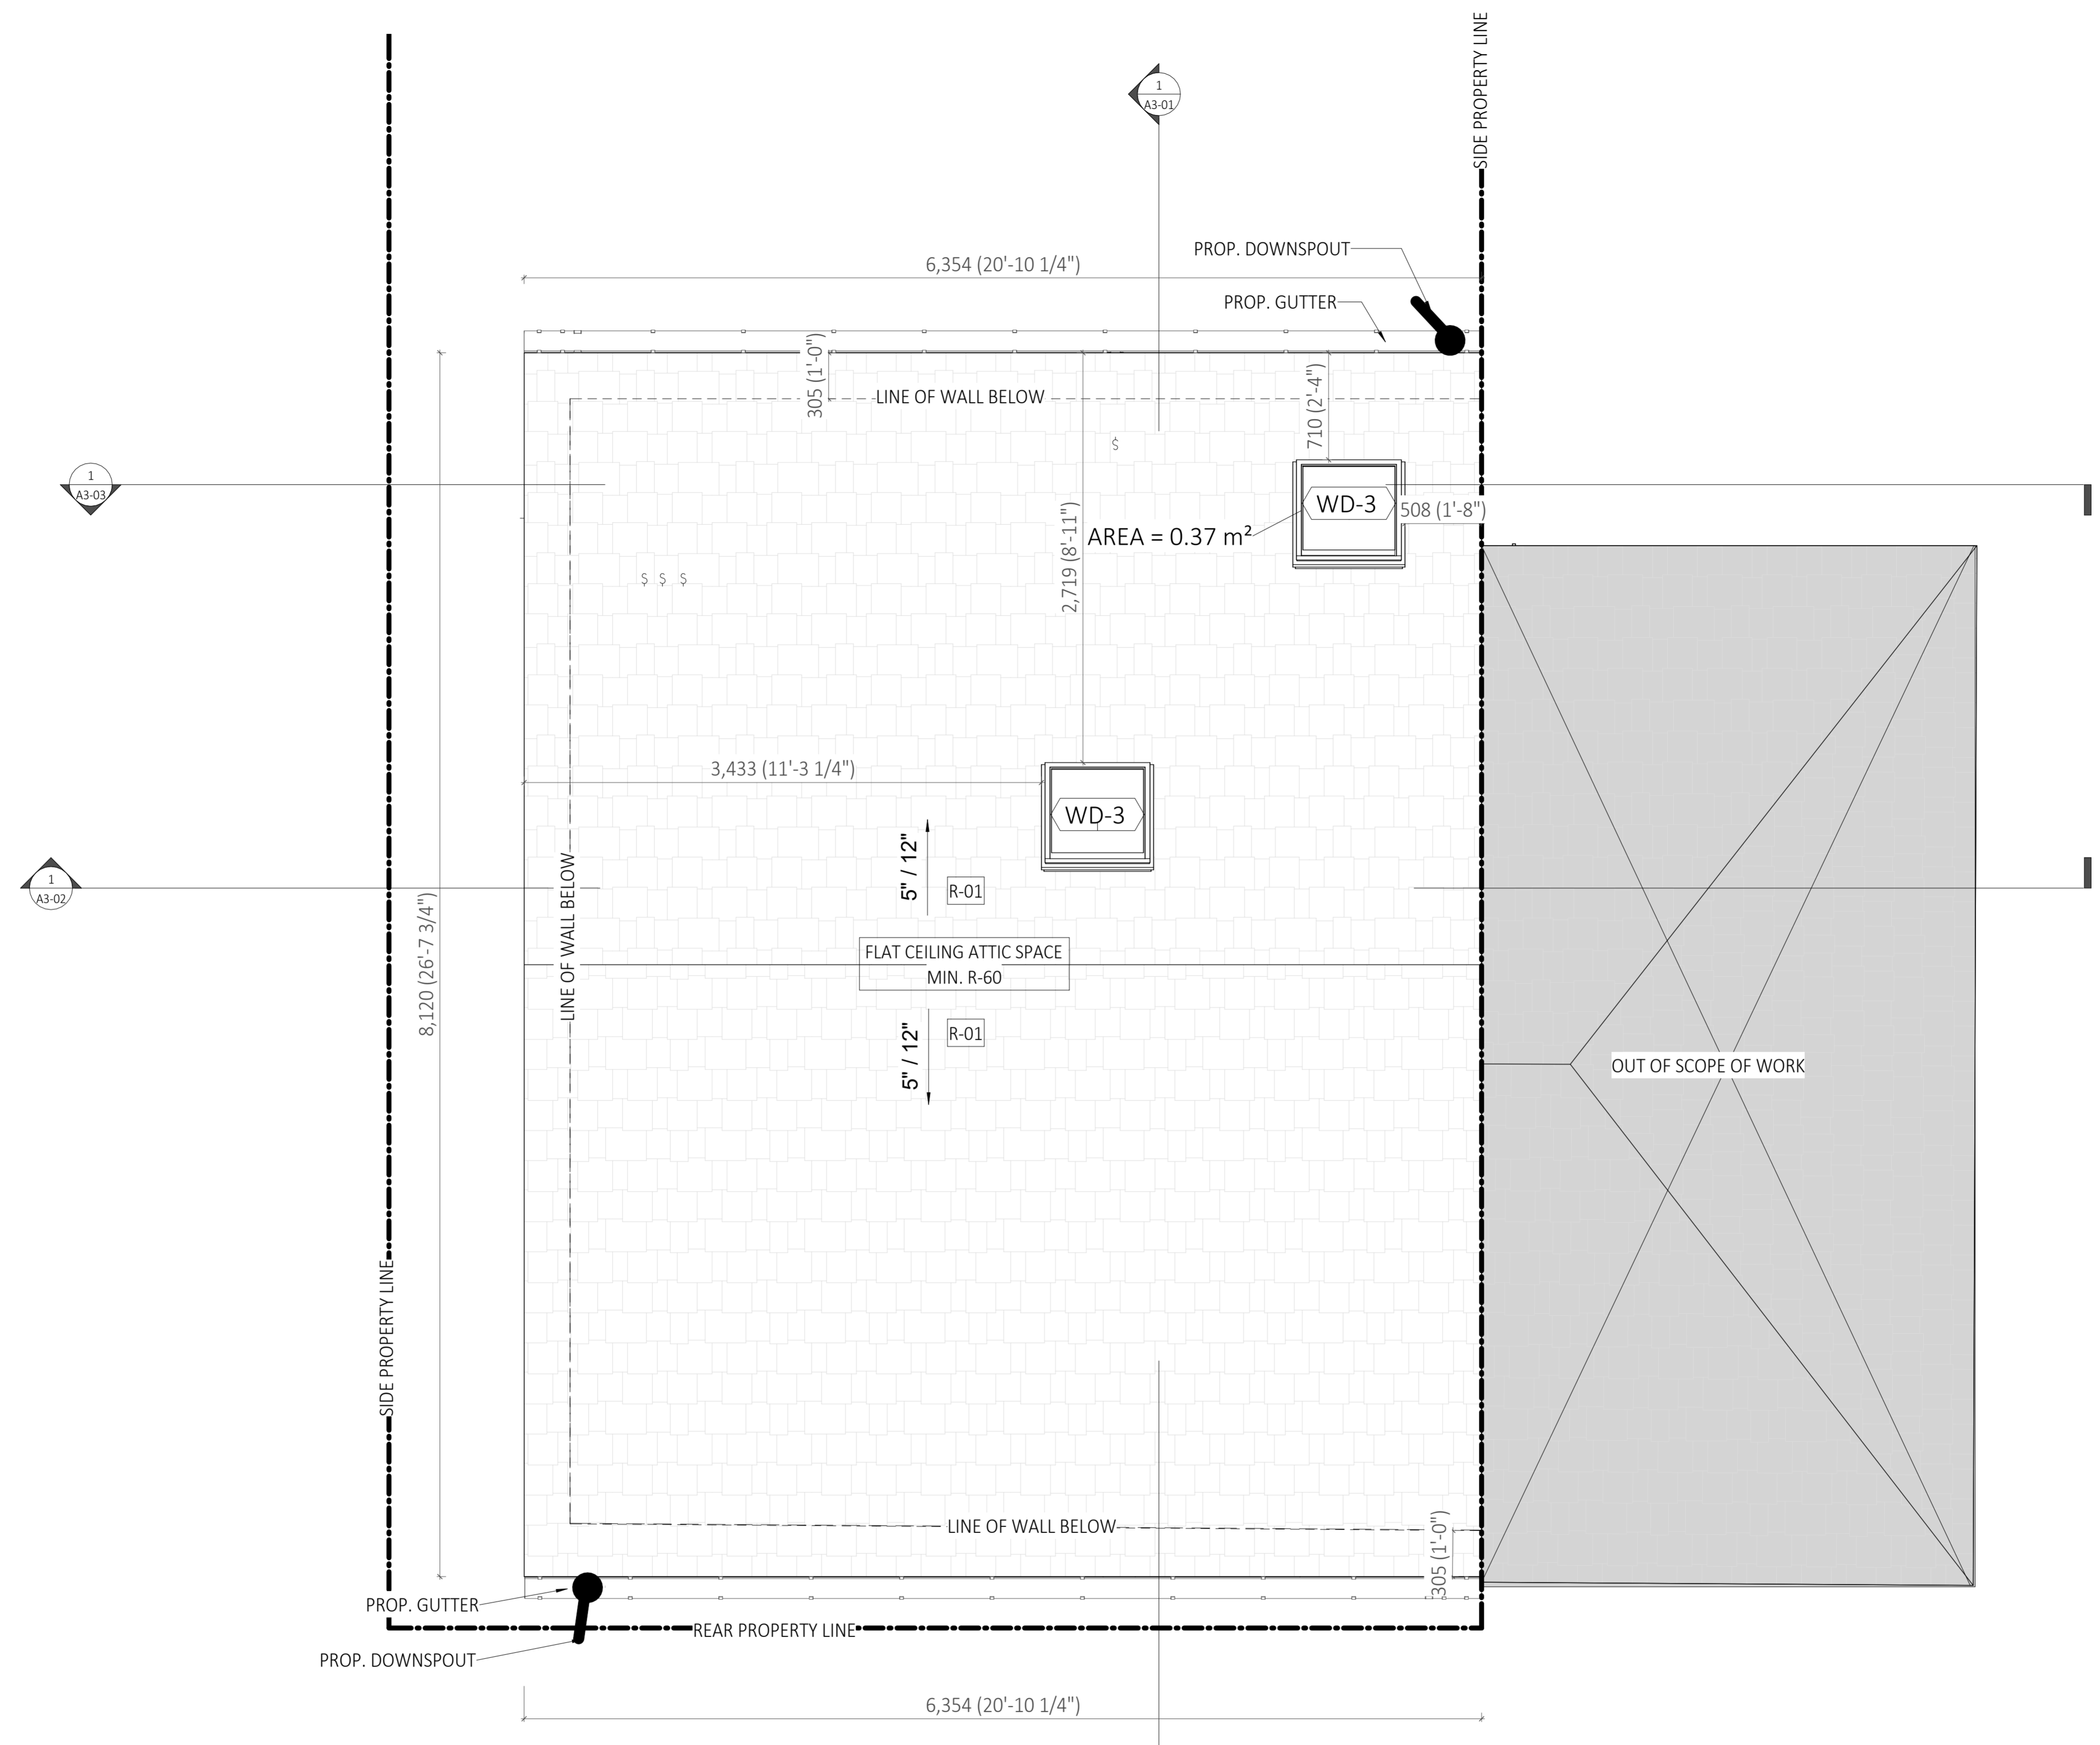 SIDE PROPERTY LINE
1
A3-01
PROP. DOWNSPOUT
6,354 (20'-10 1/4")
PROP. GUTTER
305 (1'-0")
LINE OF WALL BELOW
710 (2'-4")
$
1
A3-03
WD-3
508 (1'-8")
AREA = 0.37 m²
2,719 (8'-11")
$ $ $
3,433 (11'-3 1/4")
WD-3
5" / 12"
R-01
1
A3-02
LINE OF WALL BELOW
8,120 (26'-7 3/4")
FLAT CEILING ATTIC SPACE
MIN. R-60
5" / 12"
R-01
OUT OF SCOPE OF WORK
SIDE PROPERTY LINE
LINE OF WALL BELOW
305 (1'-0")
PROP. GUTTER
REAR PROPERTY LINE
PROP. DOWNSPOUT
6,354 (20'-10 1/4")